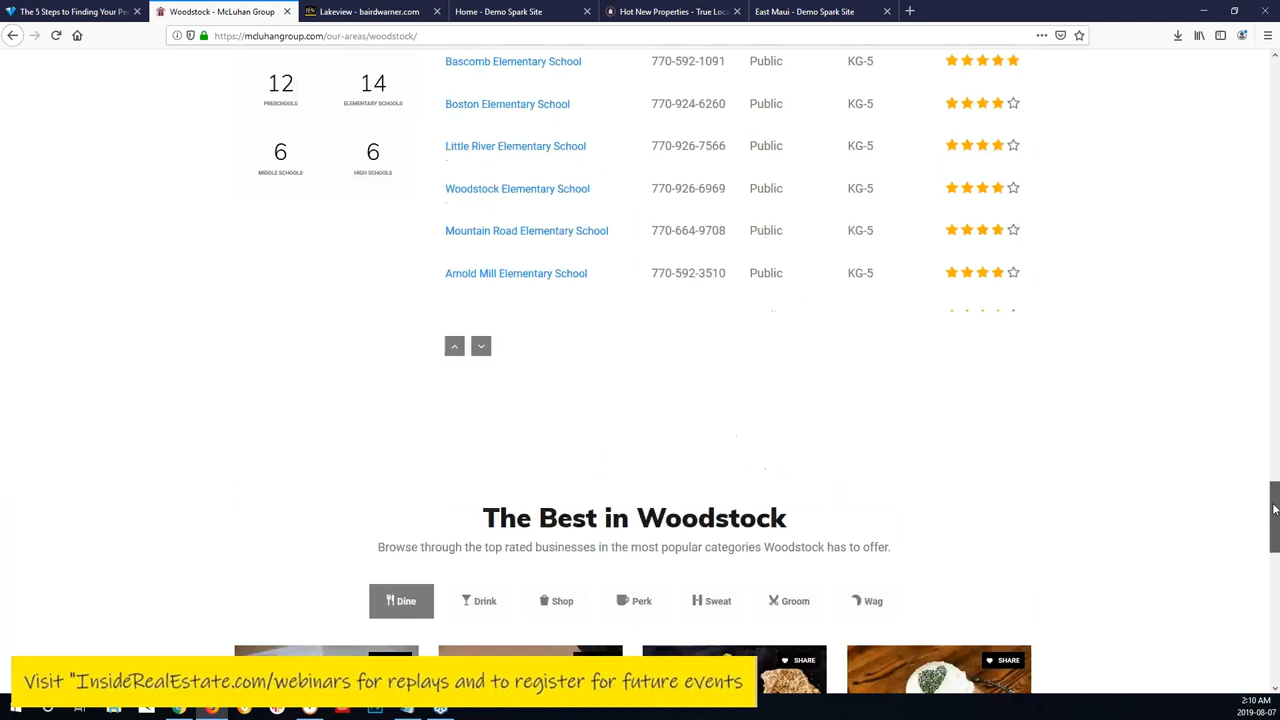 The 5 Steps to Finding Your Per
Woodstock - McLuhan Group
Lakeview - bairdwarner.com
Home - Demo Spark Site
Hot New Properties - True Loca
East Maui - Demo Spark Site
https://mcluhangroup.com/our-areas/woodstock/
12 14
PRESCHOOLS ELEMENTARY SCHOOLS
6 6
MIDDLE SCHOOLS HIGH SCHOOLS
Bascomb Elementary School 770-592-1091 Public KG-5
Boston Elementary School 770-924-6260 Public KG-5
Little River Elementary School 770-926-7566 Public KG-5
Woodstock Elementary School 770-926-6969 Public KG-5
Mountain Road Elementary School 770-664-9708 Public KG-5
Arnold Mill Elementary School 770-592-3510 Public KG-5
The Best in Woodstock
Browse through the top rated businesses in the most popular categories Woodstock has to offer.
Dine Drink Shop Perk Sweat Groom Wag
SHARE SHARE
Visit "InsideRealEstate.com/webinars for replays and to register for future events
2:10 AM
2019-08-07